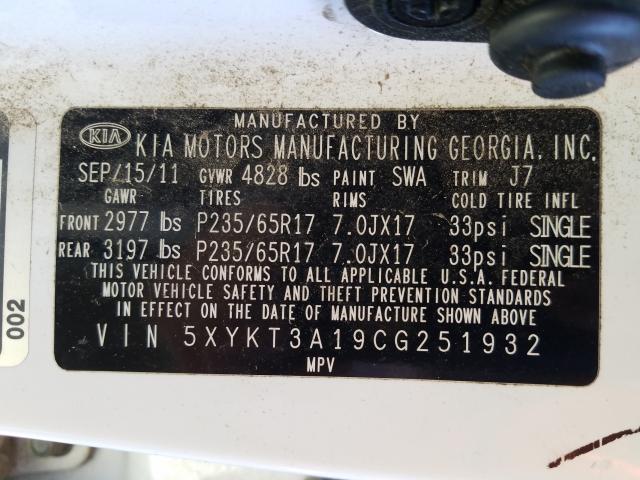 MANUFACTURED BY
KIA KIA MOTORS MANUFACTURING GEORGIA, INC.
SEP/15/11 GVWR 4828 lbs PAINT SWA TRIM J7
GAWR TIRES RIMS COLD TIRE INFL
FRONT 2977 lbs P235/65R17 7.0JX17 33psi SINGLE
REAR 3197 lbs P235/65R17 7.0JX17 33psi SINGLE
THIS VEHICLE CONFORMS TO ALL APPLICABLE U.S.A. FEDERAL
MOTOR VEHICLE SAFETY AND THEFT PREVENTION STANDARDS
IN EFFECT ON THE DATE OF MANUFACTURE SHOWN ABOVE
VIN 5XYKT3A19CG251932
MPV
002